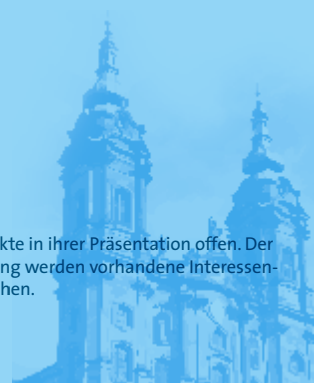 kte in ihrer Präsentation offen. Der
ng werden vorhandene Interessen-
hen.